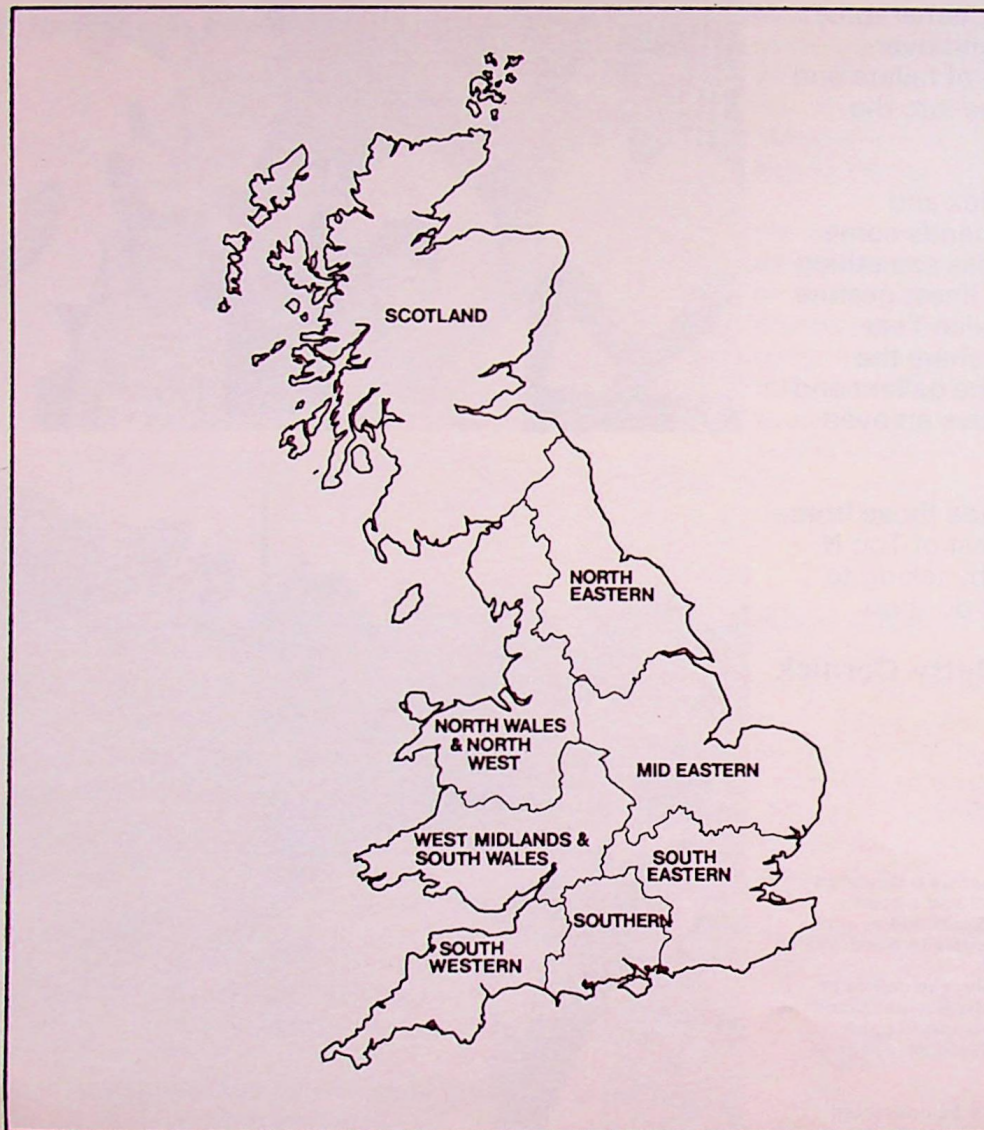 SCOTLAND
NORTH
EASTERN
NORTH WALES
& NORTH
WEST
MID EASTERN
WEST MIDLANDS &
SOUTH WALES
SOUTH
EASTERN
SOUTHERN
SOUTH
WESTERN